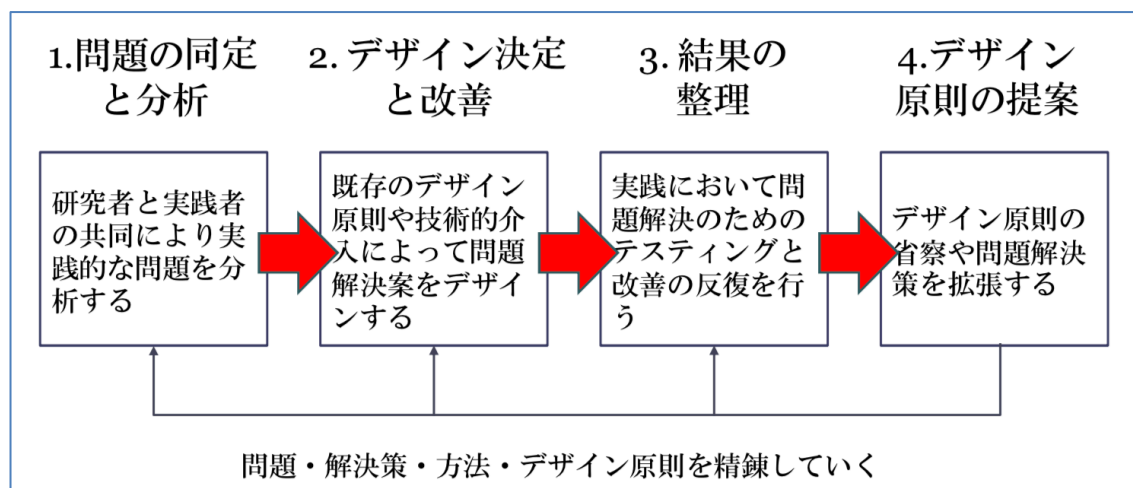 1.問題の同定
と分析
2. デザイン決定
と改善
3. 結果の
整理
4.デザイン
原則の提案
研究者と実践者
の共同により実
践的な問題を分
析する
既存のデザイン
原則や技術的介
入によって問題
解決案をデザイ
ンする
実践において問
題解決のための
テスティングと
改善の反復を行
う
デザイン原則の
省察や問題解決
策を拡張する
問題・解決策・方法・デザイン原則を精錬していく